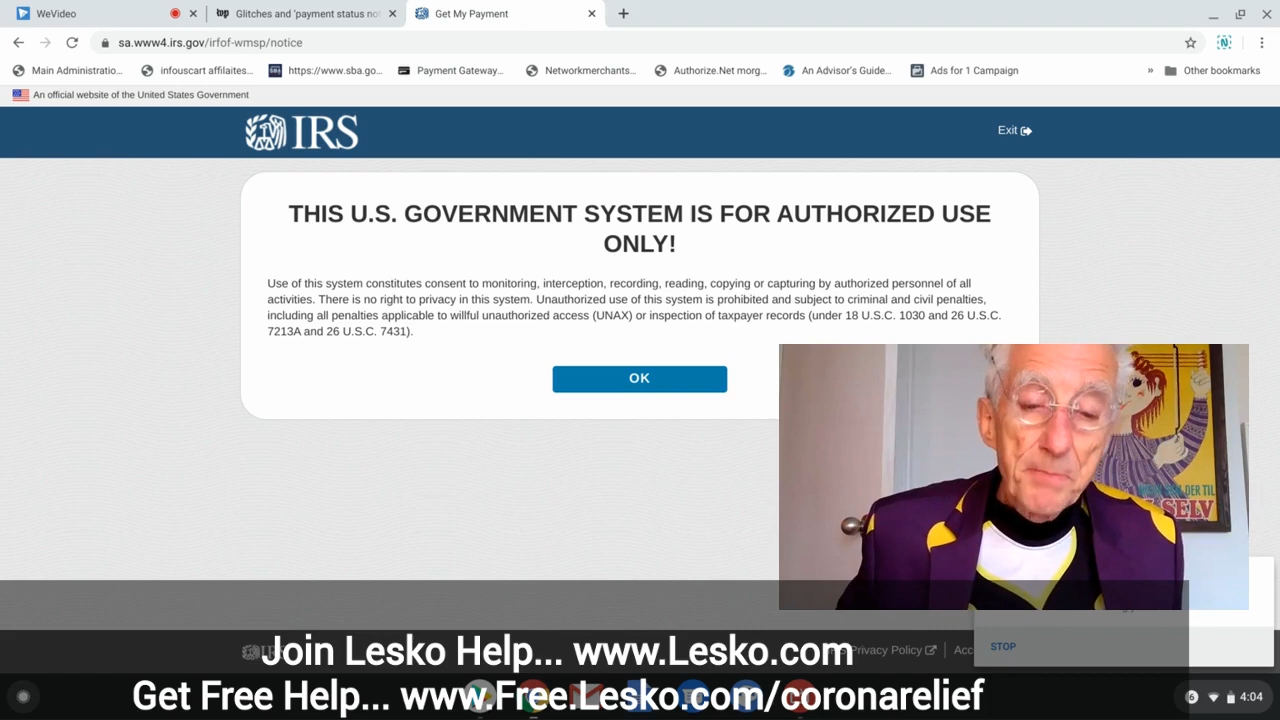 WeVideo
Glitches and 'payment status no
Get My Payment
sa.www4.irs.gov/irfof-wmsp/notice
Main Administratio...
infouscart affilaites...
https://www.sba.go...
Payment Gateway...
Networkmerchants...
Authorize.Net morg...
An Advisor's Guide...
Ads for 1 Campaign
» Other bookmarks
An official website of the United States Government
IRS
Exit
THIS U.S. GOVERNMENT SYSTEM IS FOR AUTHORIZED USE
ONLY!
Use of this system constitutes consent to monitoring, interception, recording, reading, copying or capturing by authorized personnel of all
activities. There is no right to privacy in this system. Unauthorized use of this system is prohibited and subject to criminal and civil penalties,
including all penalties applicable to willful unauthorized access (UNAX) or inspection of taxpayer records (under 18 U.S.C. 1030 and 26 U.S.C.
7213A and 26 U.S.C. 7431).
OK
DER TIL
SELV
STOP
Privacy Policy
Acc
Join Lesko Help... www.Lesko.com
Get Free Help... www.Free.Lesko.com/coronarelief
6
4:04